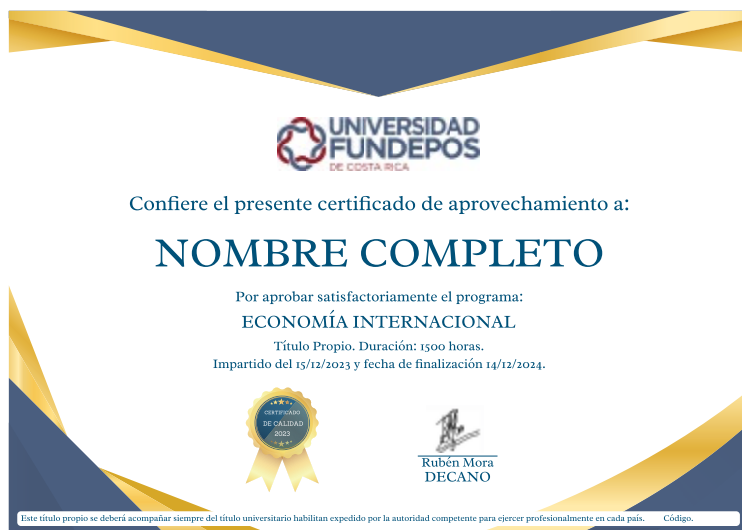 UNIVERSIDAD
FUNDEPOS
DE COSTA RICA
Confiere el presente certificado de aprovechamiento a:
NOMBRE COMPLETO
Por aprobar satisfactoriamente el programa:
ECONOMÍA INTERNACIONAL
Título Propio. Duración: 1500 horas.
Impartido del 15/12/2023 y fecha de finalización 14/12/2024.
CERTIFICADO
DE CALIDAD
2023
Rubén Mora
DECANO
Este título propio se deberá acompañar siempre del título universitario habilitan expedido por la autoridad competente para ejercer profesionalmente en cada país. Código.